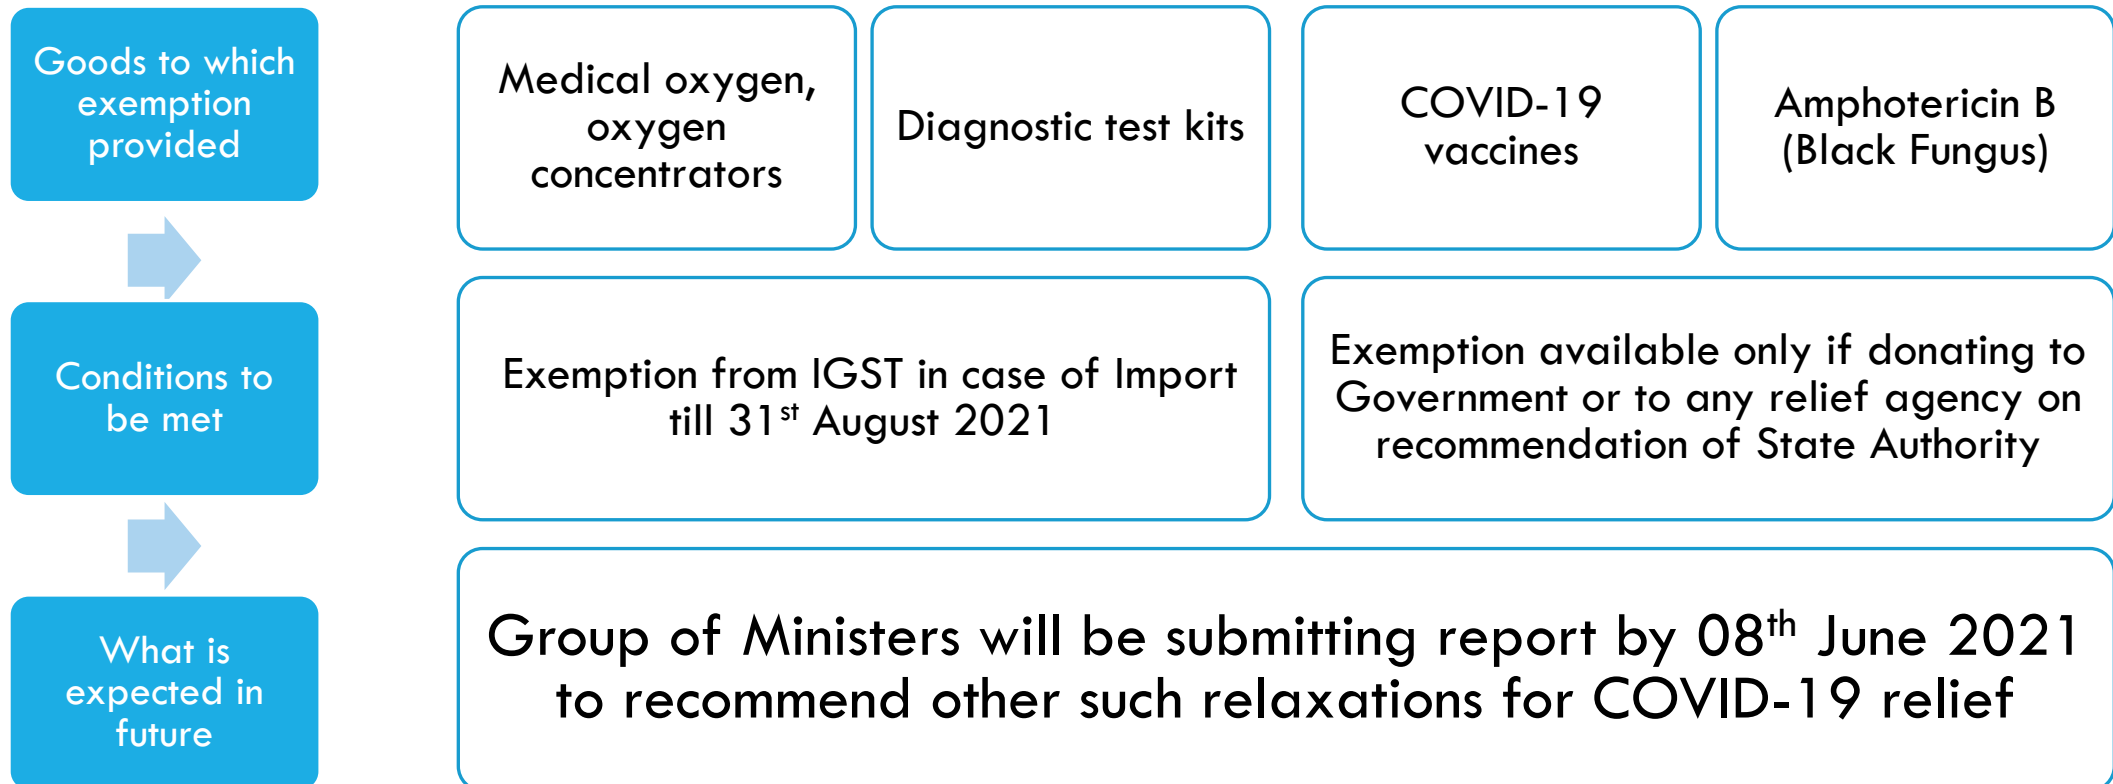 Goods to which
exemption
provided
Medical oxygen,
oxygen
concentrators
Diagnostic test kits
COVID-19
vaccines
Amphotericin B
(Black Fungus)
Conditions to
be met
Exemption from IGST in case of Import
till 31st August 2021
Exemption available only if donating to
Government or to any relief agency on
recommendation of State Authority
What is
expected in
future
Group of Ministers will be submitting report by 08th June 2021
to recommend other such relaxations for COVID-19 relief